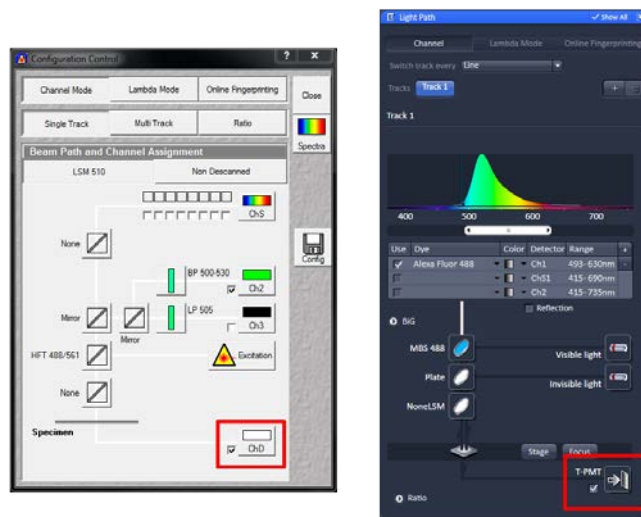 Configuration Control
Channel Mode
Lambda Mode
Online Fingerprinting
Close
Single Track
Multi Track
Ratio
Spectra
Beam Path and Channel Assignment
LSM 510
Non Descanned
ChS
None
Config
BP 500-530
Ch2
LP 505
Ch3
Mirror
Mirror
HFT 488/561
Excitation
None
Specimen
ChD
Light Path
Show All
Channel
Lambda Mode
Online Fingerprinting
Switch track every
Line
Tracks
Track 1
Track 1
400 500 600 700
Use Dye Color Detector Range
Alexa Fluor 488 Ch1 493-630nm
ChS1 415-690nm
Ch2 415-735nm
Reflection
BiG
MBS 488
Visible light
Plate
Invisible light
NoneLSM
Stage
Focus
T-PMT
Ratio